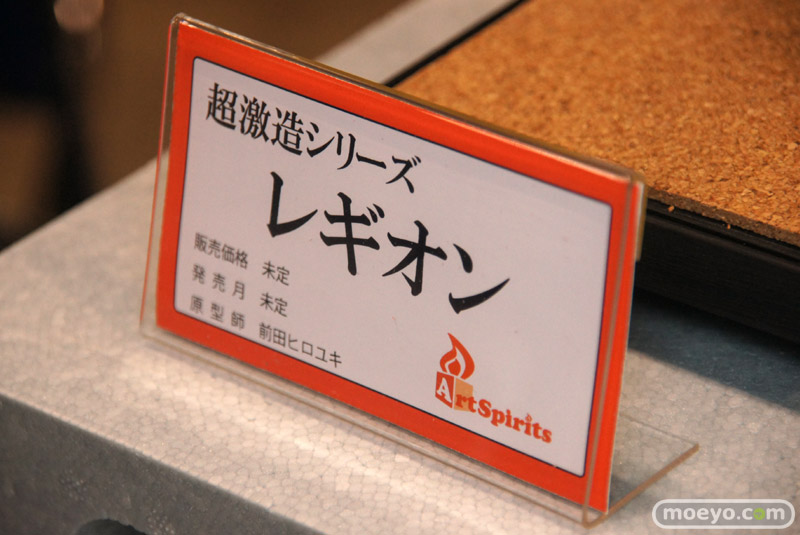 超激造シリーズ
レギオン
販売価格 未定
発売月 未定
原型師 前田ヒロユキ
ArtSpirits
moeyo.com